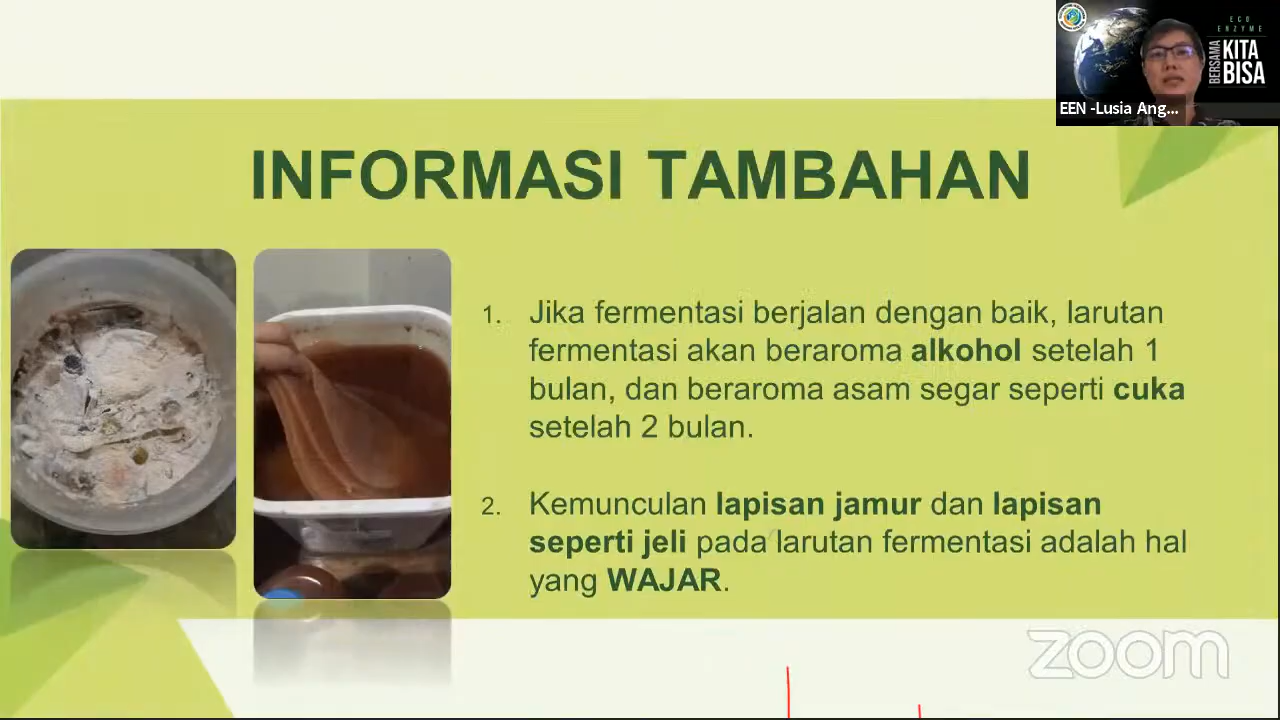 ECO
ENZYME
BERSAMA
KITA
BISA
EEN -Lusia Ang...
INFORMASI TAMBAHAN
1. Jika fermentasi berjalan dengan baik, larutan
fermentasi akan beraroma alkohol setelah 1
bulan, dan beraroma asam segar seperti cuka
setelah 2 bulan.
2. Kemunculan lapisan jamur dan lapisan
seperti jeli pada larutan fermentasi adalah hal
yang WAJAR.
zoom